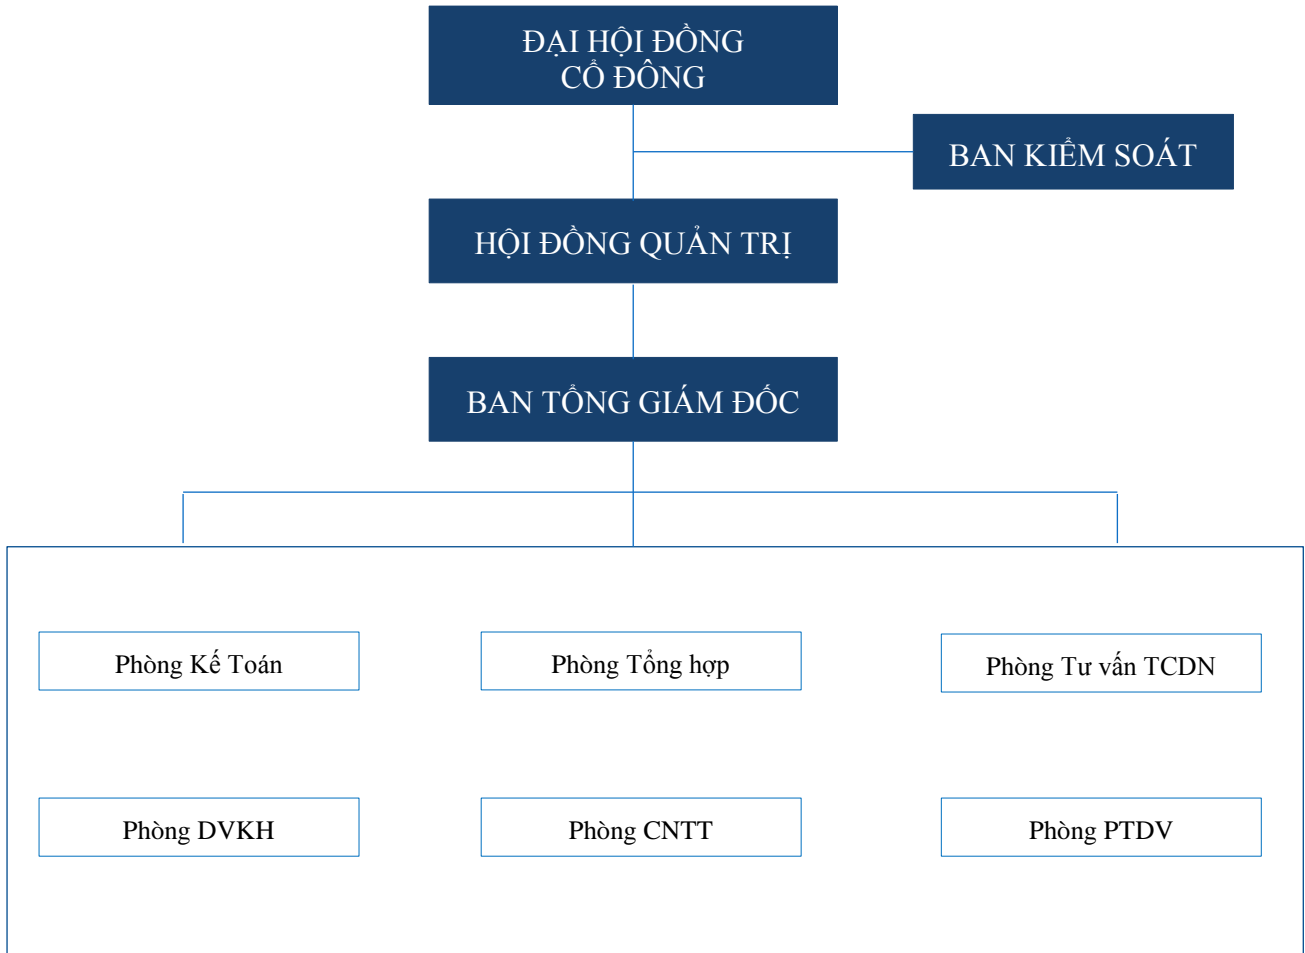 ĐẠI HỘI ĐỒNG
CỔ ĐÔNG
BAN KIỂM SOÁT
HỘI ĐỒNG QUẢN TRỊ
BAN TỔNG GIÁM ĐỐC
Phòng Kế Toán
Phòng Tổng hợp
Phòng Tư vấn TCDN
Phòng DVKH
Phòng CNTT
Phòng PTDV